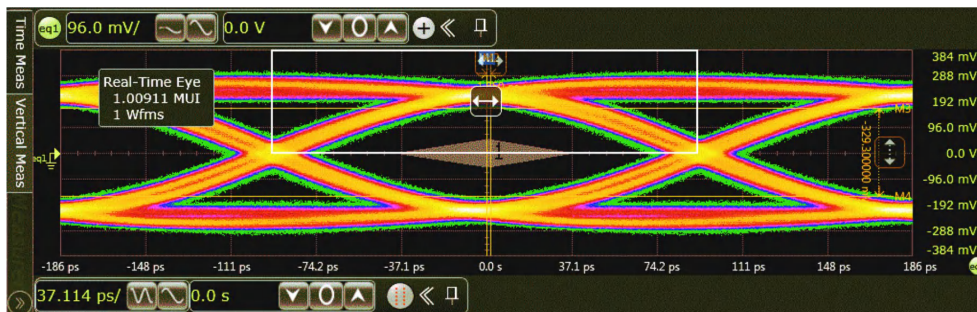 eq1 96.0 mV/ 0.0 V
Time Meas
Vertical Meas
Real-Time Eye
1.00911 MUI
1 Wfms
384 mV
288 mV
192 mV
96.0 mV
0.0 V
-96.0 mV
-192 mV
-288 mV
-384 mV
M3
M4
eq1
1
-186 ps -148 ps -111 ps -74.2 ps -37.1 ps 0.0 s 37.1 ps 74.2 ps 111 ps 148 ps 186 ps
37.114 ps/ 0.0 s